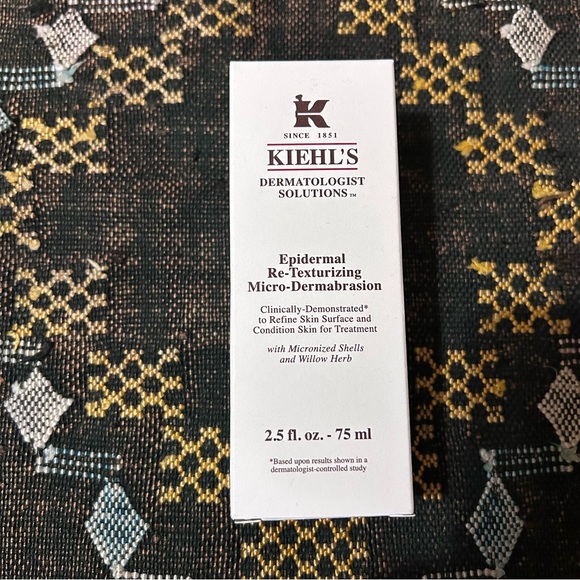 K
SINCE 1851
KIEHL'S
DERMATOLOGIST
SOLUTIONS™
Epidermal
Re-Texturizing
Micro-Dermabrasion
Clinically-Demonstrated*
to Refine Skin Surface and
Condition Skin for Treatment
with Micronized Shells
and Willow Herb
2.5 fl. oz. - 75 ml
*Based upon results shown in a
dermatologist-controlled study